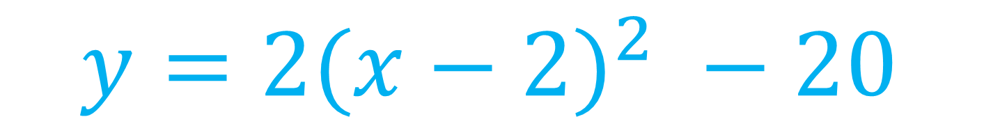 y = 2(x − 2)² − 20